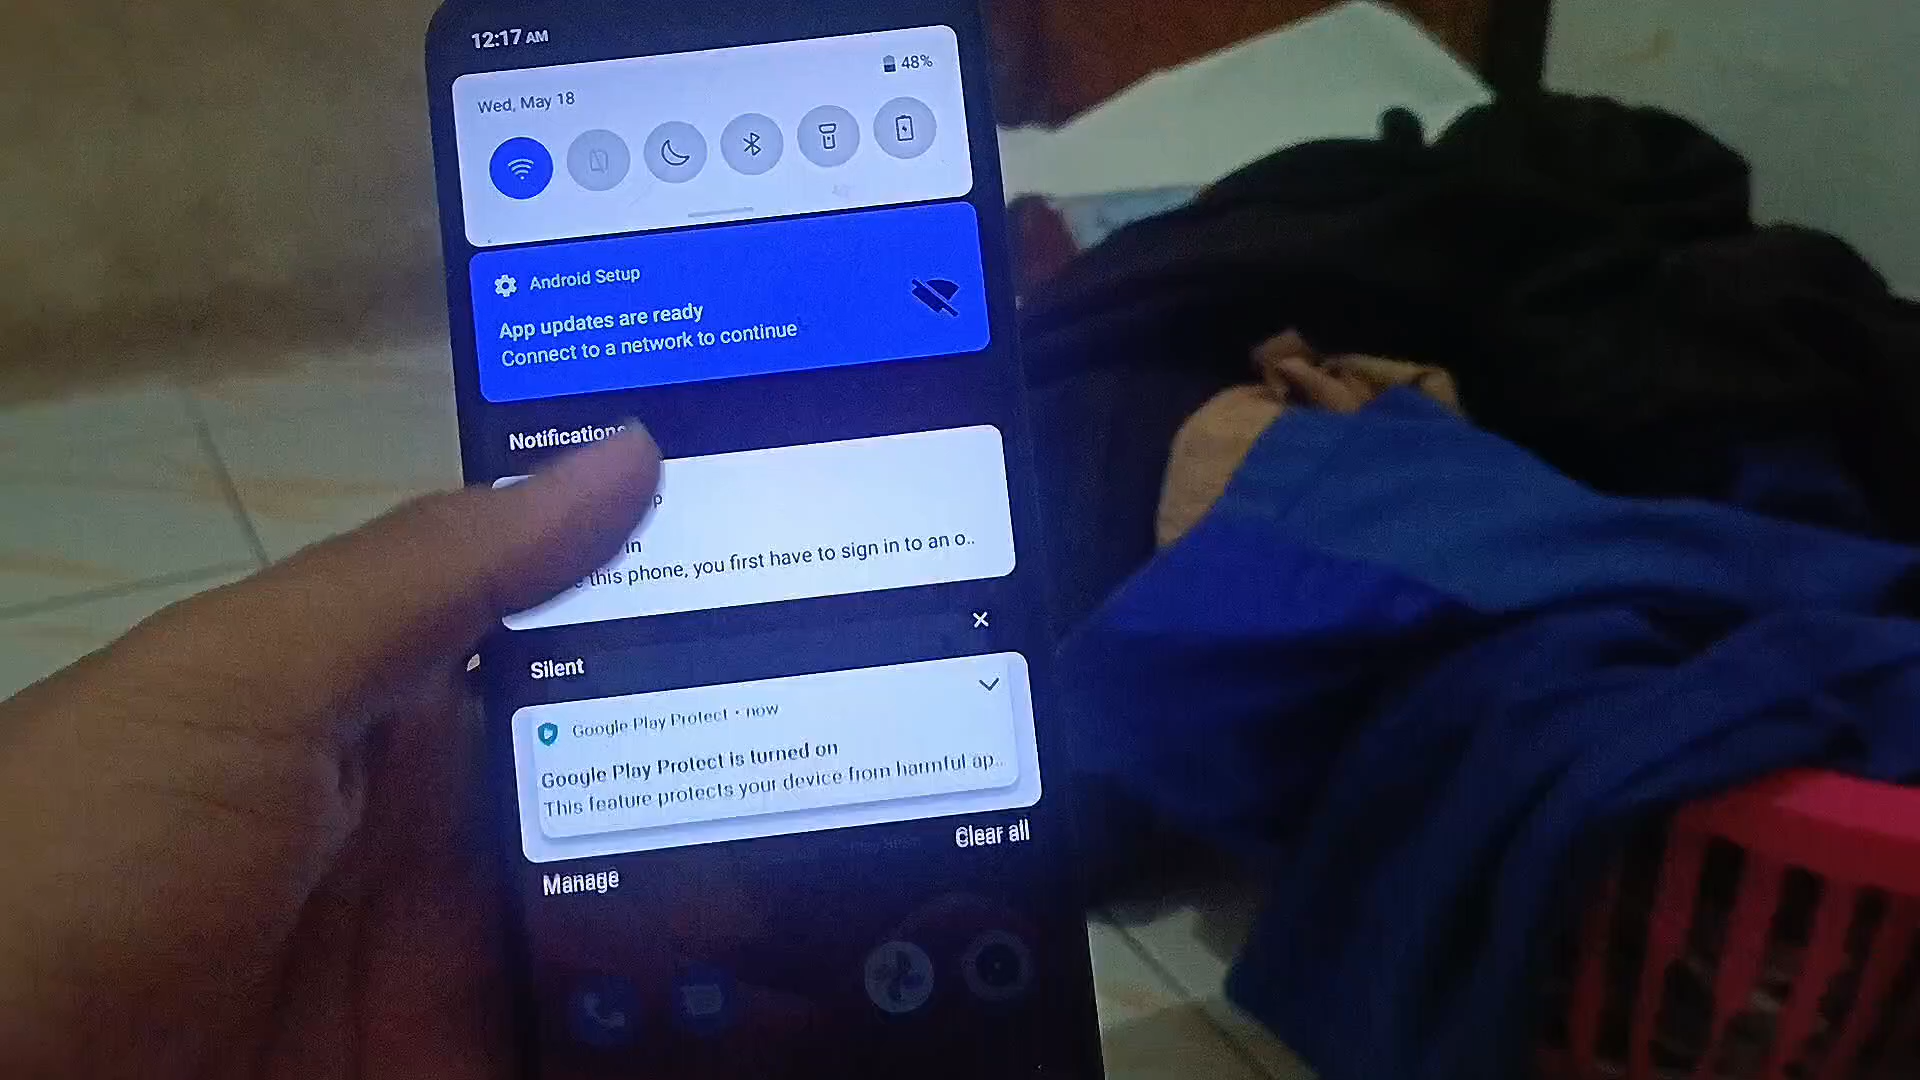 12:17 AM
48%
Wed, May 18
Android Setup
App updates are ready
Connect to a network to continue
Notifications
in
this phone, you first have to sign in to an o..
Silent
Google Play Protect • now
Google Play Protect is turned on
This feature protects your device from harmful ap..
Clear all
Manage